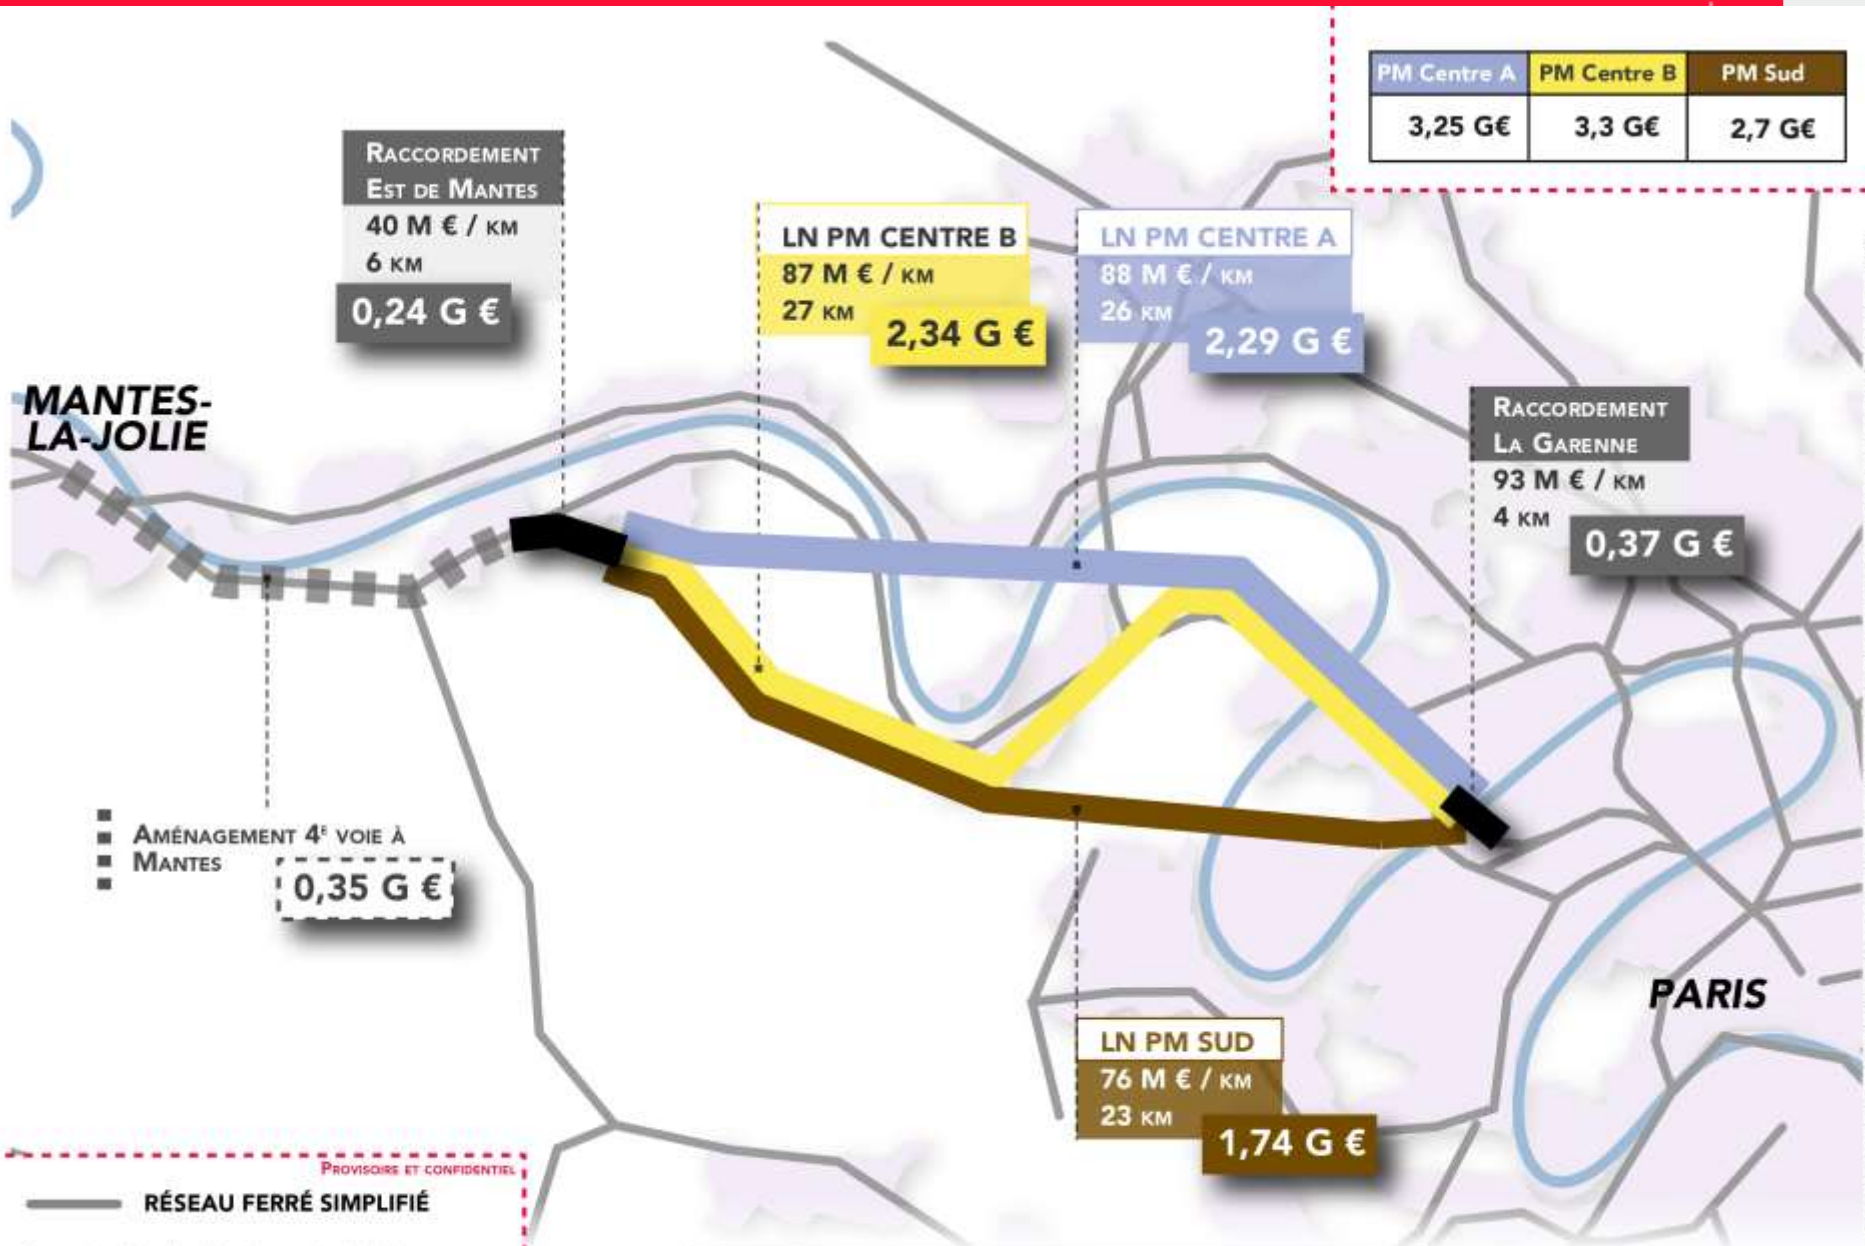 PM Centre A PM Centre B PM Sud
3,25 G€ 3,3 G€ 2,7 G€
RACCORDEMENT
EST DE MANTES
40 M € / KM
6 KM
0,24 G €
LN PM CENTRE B
87 M € / KM
27 KM
2,34 G €
LN PM CENTRE A
88 M € / KM
26 KM
2,29 G €
MANTES-
LA-JOLIE
RACCORDEMENT
LA GARENNE
93 M € / KM
4 KM
0,37 G €
AMÉNAGEMENT 4E VOIE À
MANTES
0,35 G €
PARIS
LN PM SUD
76 M € / KM
23 KM
1,74 G €
PROVISOIRE ET CONFIDENTIEL
RÉSEAU FERRÉ SIMPLIFIÉ